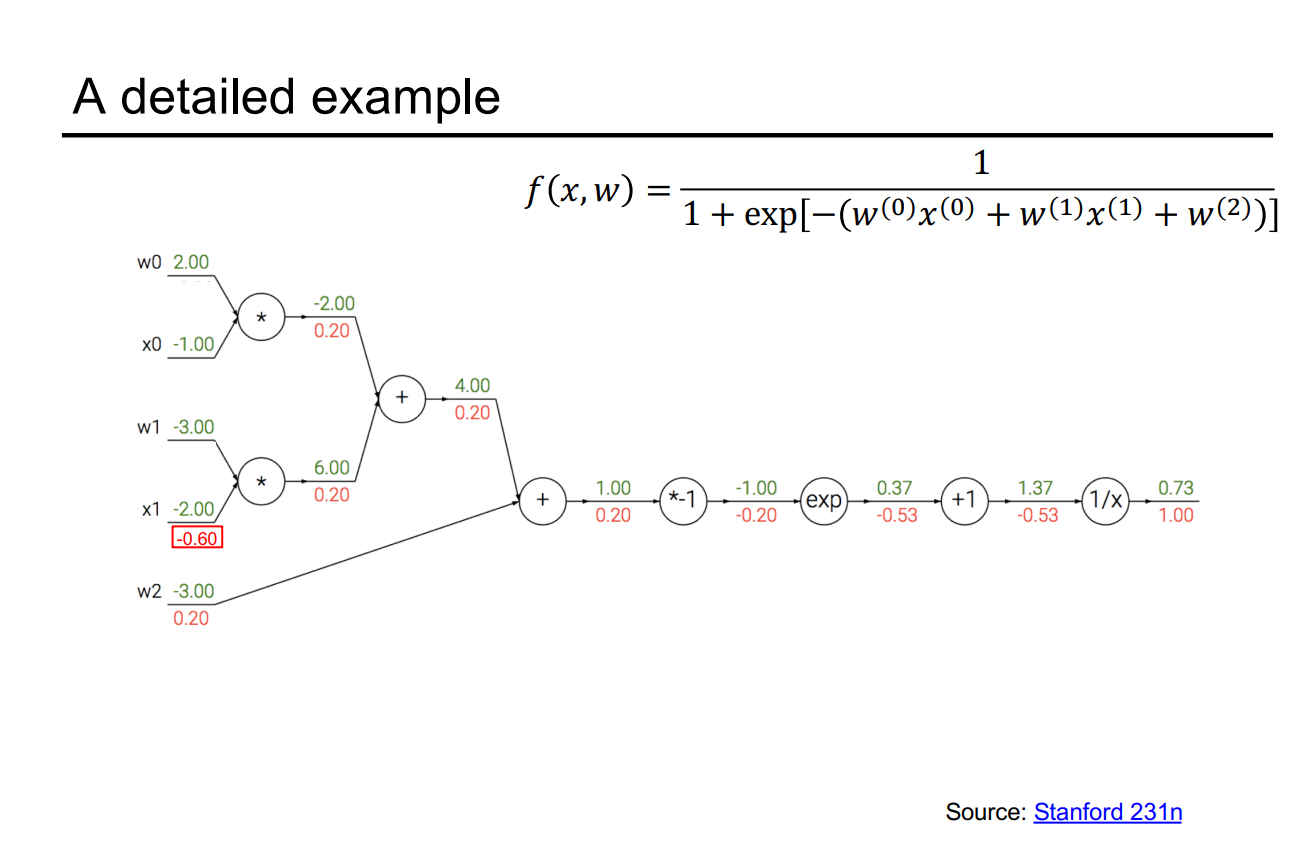 A detailed example
f(x,w) = 1 / 1 + exp[−(w⁽⁰⁾x⁽⁰⁾ + w⁽¹⁾x⁽¹⁾ + w⁽²⁾)]
w0 2.00
*
-2.00
0.20
x0 -1.00
+
4.00
0.20
w1 -3.00
*
6.00
0.20
x1 -2.00
-0.60
+
1.00
0.20
*-1
-1.00
-0.20
exp
0.37
-0.53
+1
1.37
-0.53
1/x
0.73
1.00
w2 -3.00
0.20
Source: Stanford 231n